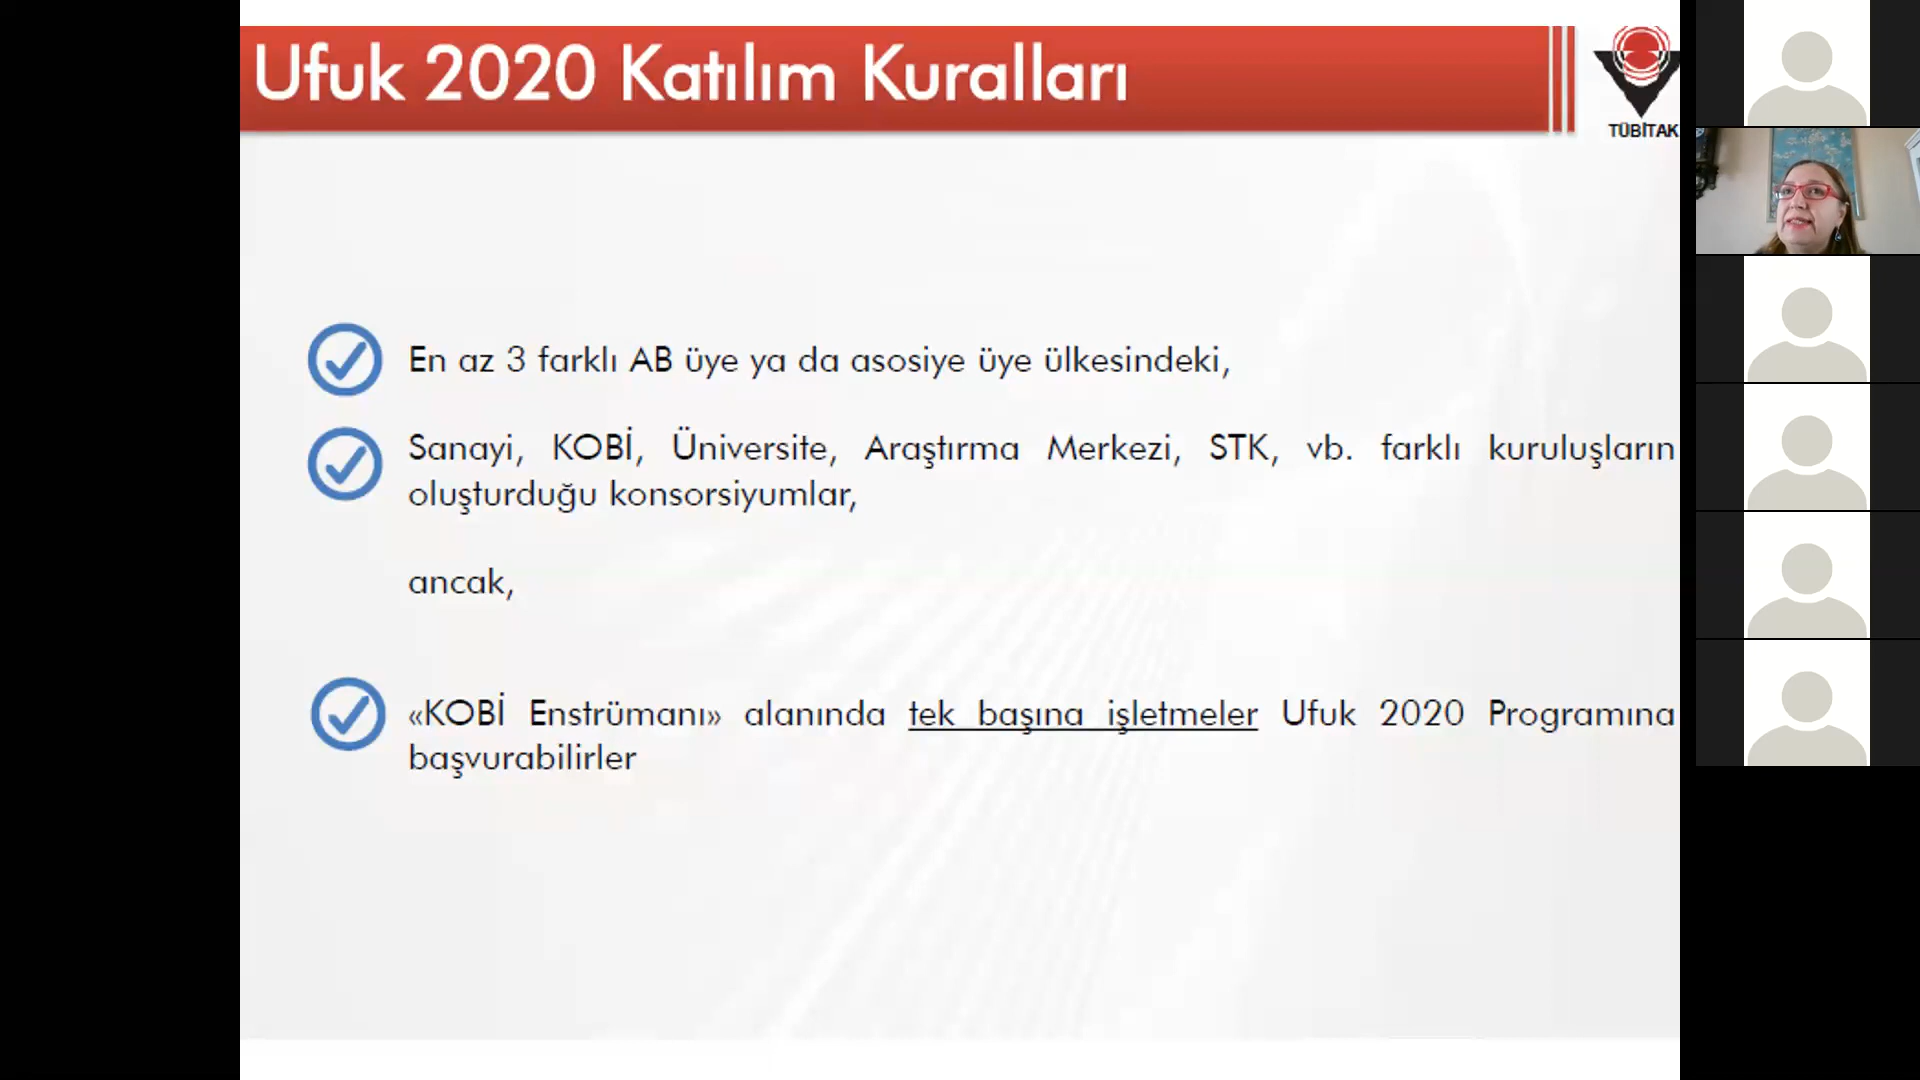 Ufuk 2020 Katılım Kuralları
TÜBİTAK
En az 3 farklı AB üye ya da asosiye üye ülkesindeki,
Sanayi, KOBİ, Üniversite, Araştırma Merkezi, STK, vb. farklı kuruluşların
oluşturduğu konsorsiyumlar,
ancak,
«KOBİ Enstrümanı» alanında tek başına işletmeler Ufuk 2020 Programına
başvurabilirler